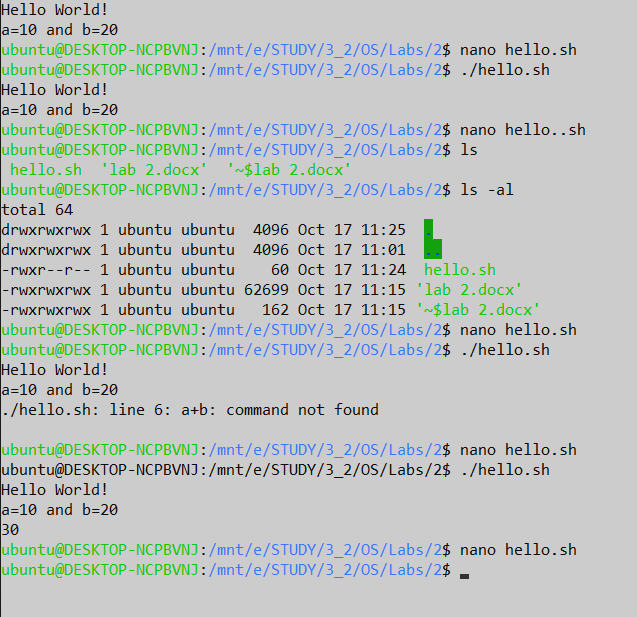 Hello World!
a=10 and b=20
ubuntu@DESKTOP-NCPBVNJ:/mnt/e/STUDY/3_2/OS/Labs/2$ nano hello.sh
ubuntu@DESKTOP-NCPBVNJ:/mnt/e/STUDY/3_2/OS/Labs/2$ ./hello.sh
Hello World!
a=10 and b=20
ubuntu@DESKTOP-NCPBVNJ:/mnt/e/STUDY/3_2/OS/Labs/2$ nano hello..sh
ubuntu@DESKTOP-NCPBVNJ:/mnt/e/STUDY/3_2/OS/Labs/2$ ls
 hello.sh  'lab 2.docx'  '~$lab 2.docx'
ubuntu@DESKTOP-NCPBVNJ:/mnt/e/STUDY/3_2/OS/Labs/2$ ls -al
total 64
drwxrwxrwx 1 ubuntu ubuntu  4096 Oct 17 11:25  .
drwxrwxrwx 1 ubuntu ubuntu  4096 Oct 17 11:01  ..
-rwxr--r-- 1 ubuntu ubuntu    60 Oct 17 11:24  hello.sh
-rwxrwxrwx 1 ubuntu ubuntu 62699 Oct 17 11:15 'lab 2.docx'
-rwxrwxrwx 1 ubuntu ubuntu   162 Oct 17 11:15 '~$lab 2.docx'
ubuntu@DESKTOP-NCPBVNJ:/mnt/e/STUDY/3_2/OS/Labs/2$ nano hello.sh
ubuntu@DESKTOP-NCPBVNJ:/mnt/e/STUDY/3_2/OS/Labs/2$ ./hello.sh
Hello World!
a=10 and b=20
./hello.sh: line 6: a+b: command not found

ubuntu@DESKTOP-NCPBVNJ:/mnt/e/STUDY/3_2/OS/Labs/2$ nano hello.sh
ubuntu@DESKTOP-NCPBVNJ:/mnt/e/STUDY/3_2/OS/Labs/2$ ./hello.sh
Hello World!
a=10 and b=20
30
ubuntu@DESKTOP-NCPBVNJ:/mnt/e/STUDY/3_2/OS/Labs/2$ nano hello.sh
ubuntu@DESKTOP-NCPBVNJ:/mnt/e/STUDY/3_2/OS/Labs/2$